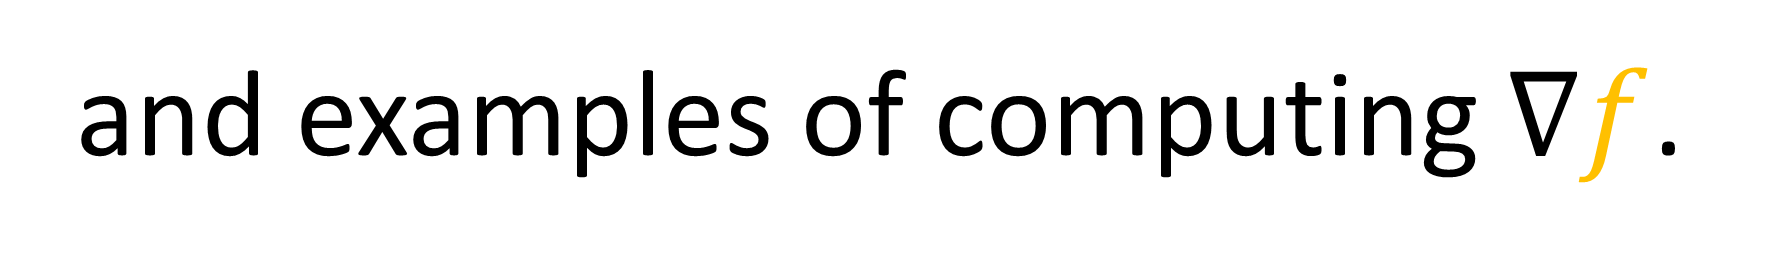 and examples of computing ∇f.